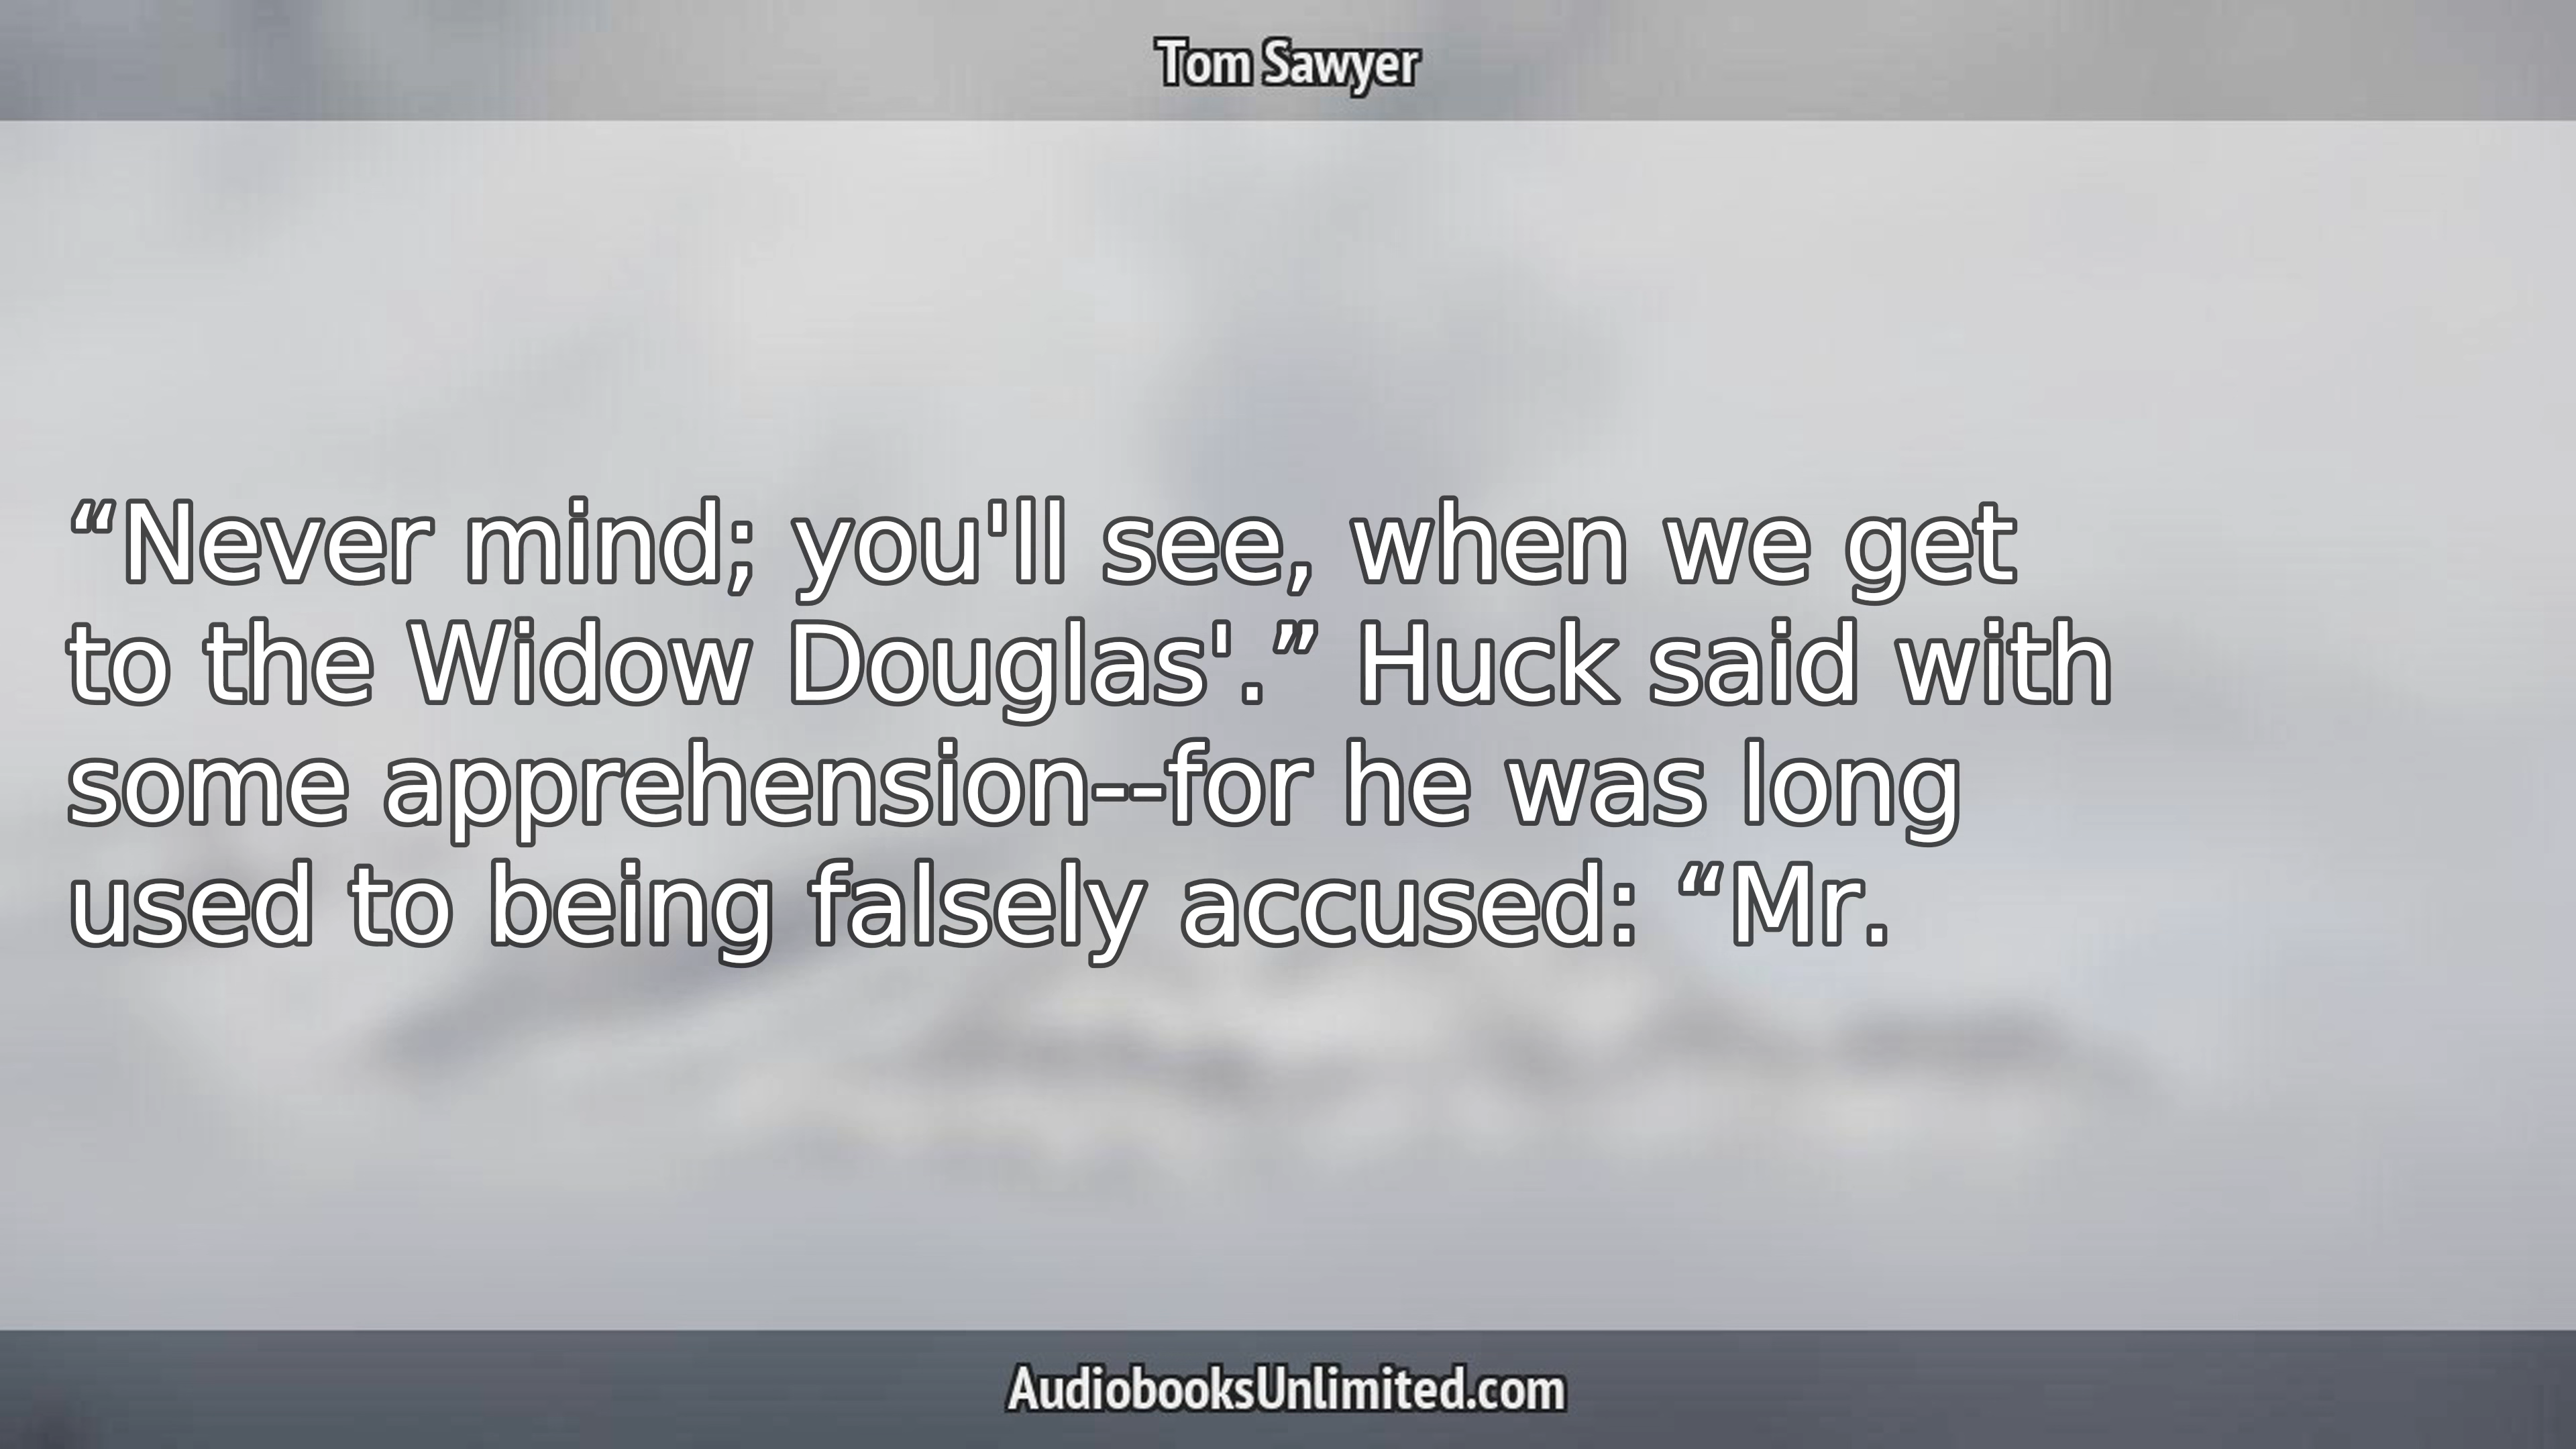 Tom Sawyer
“Never mind; you'll see, when we get
to the Widow Douglas'.” Huck said with
some apprehension--for he was long
used to being falsely accused: “Mr.
AudiobooksUnlimited.com